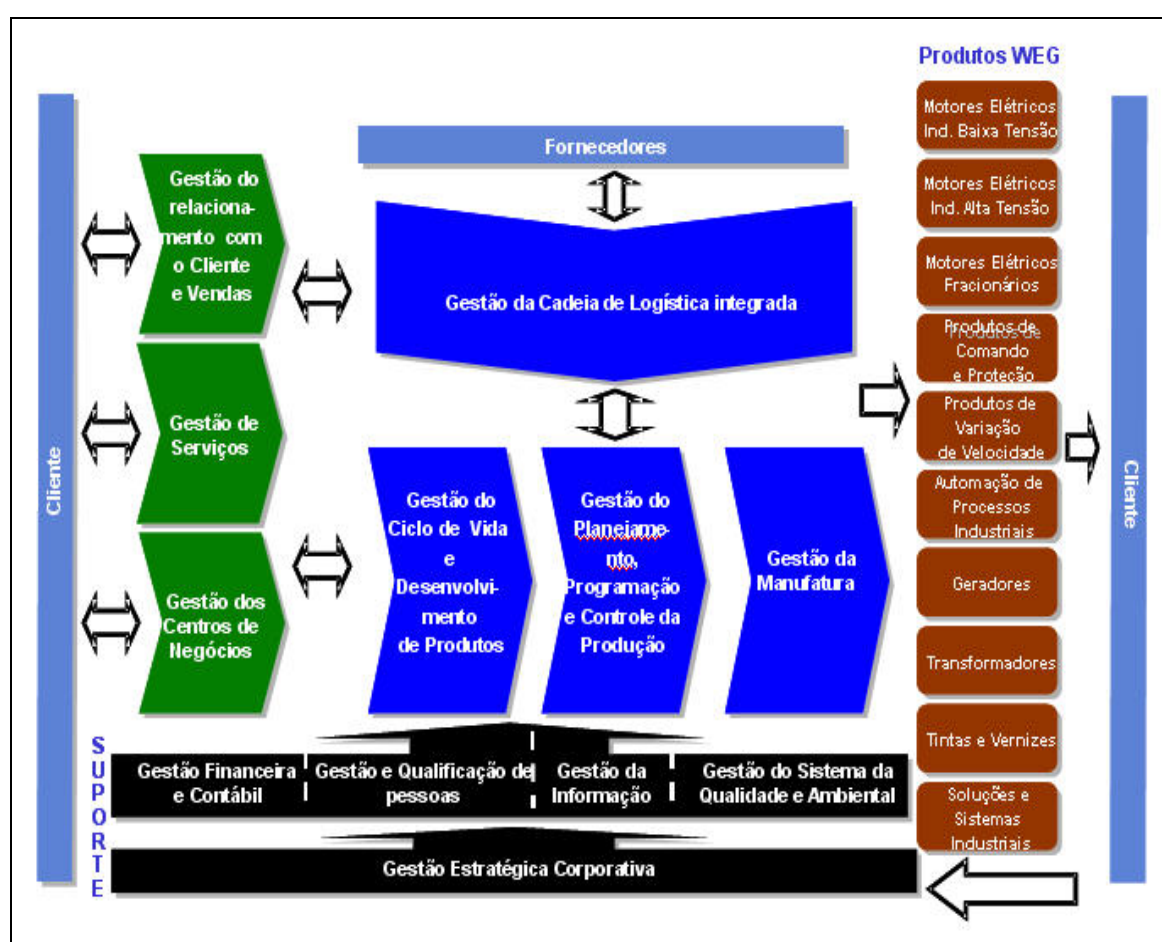 Produtos WEG
Cliente
Gestão do
relaciona-
mento com
o Cliente
e Vendas
Gestão de
Serviços
Gestão dos
Centros de
Negócios
Fornecedores
Gestão da Cadeia de Logística integrada
Gestão do
Ciclo de Vida
e
Desenvolvi-
mento
de Produtos
Gestão do
Planejame-
nto,
Programação
e Controle da
Produção
Gestão da
Manufatura
Motores Elétricos
Ind. Baixa Tensão
Motores Elétricos
Ind. Alta Tensão
Motores Elétricos
Fracionários
Produtos de
Produtos de
Comando
e Proteção
Produtos de
Variação
de Velocidade
Automação de
Processos
Industriais
Geradores
Transformadores
Tintas e Vernizes
Soluções e
Sistemas
Industriais
Cliente
SUPORTE
Gestão Financeira
e Contábil
Gestão e Qualificação de
pessoas
Gestão da
Informação
Gestão do Sistema da
Qualidade e Ambiental
Gestão Estratégica Corporativa